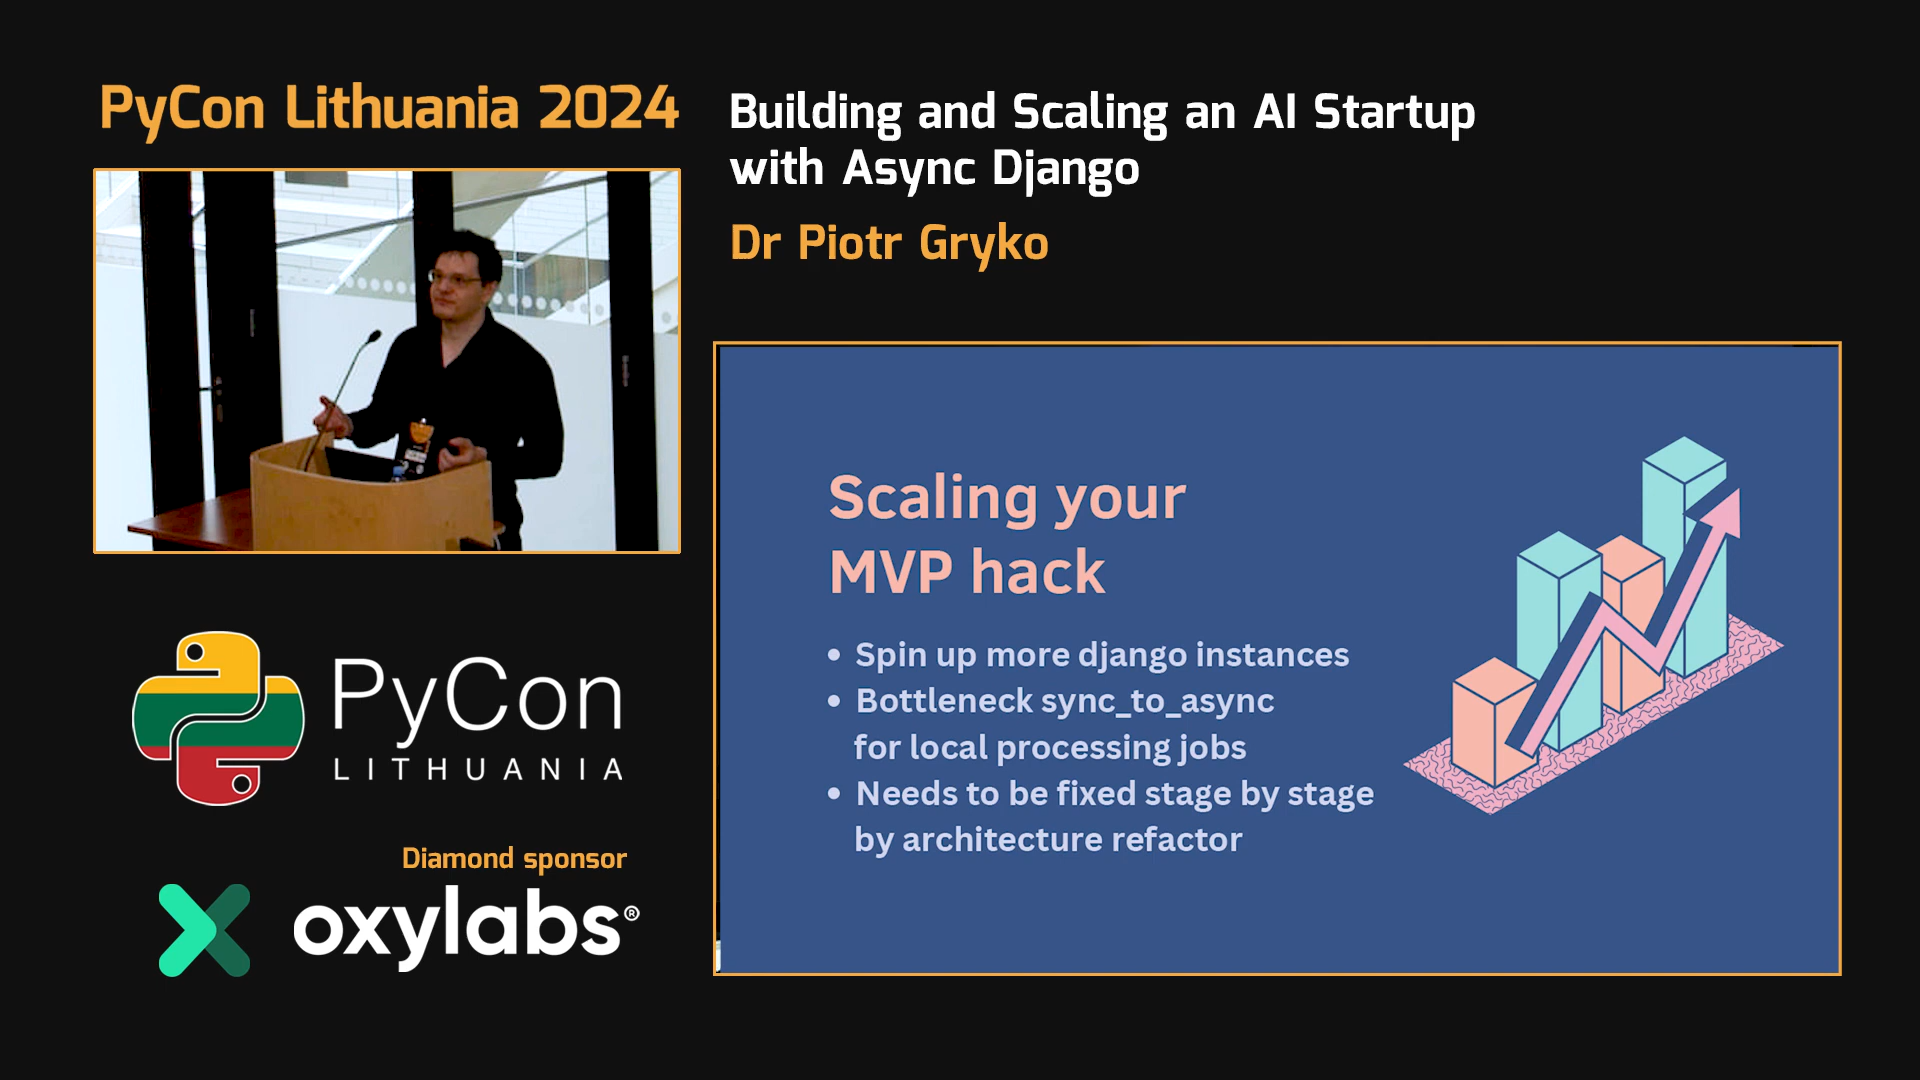 PyCon Lithuania 2024
Building and Scaling an AI Startup
with Async Django
Dr Piotr Gryko
Scaling your
MVP hack
• Spin up more django instances
• Bottleneck sync_to_async
for local processing jobs
• Needs to be fixed stage by stage
by architecture refactor
PyCon
LITHUANIA
Diamond sponsor
oxylabs®